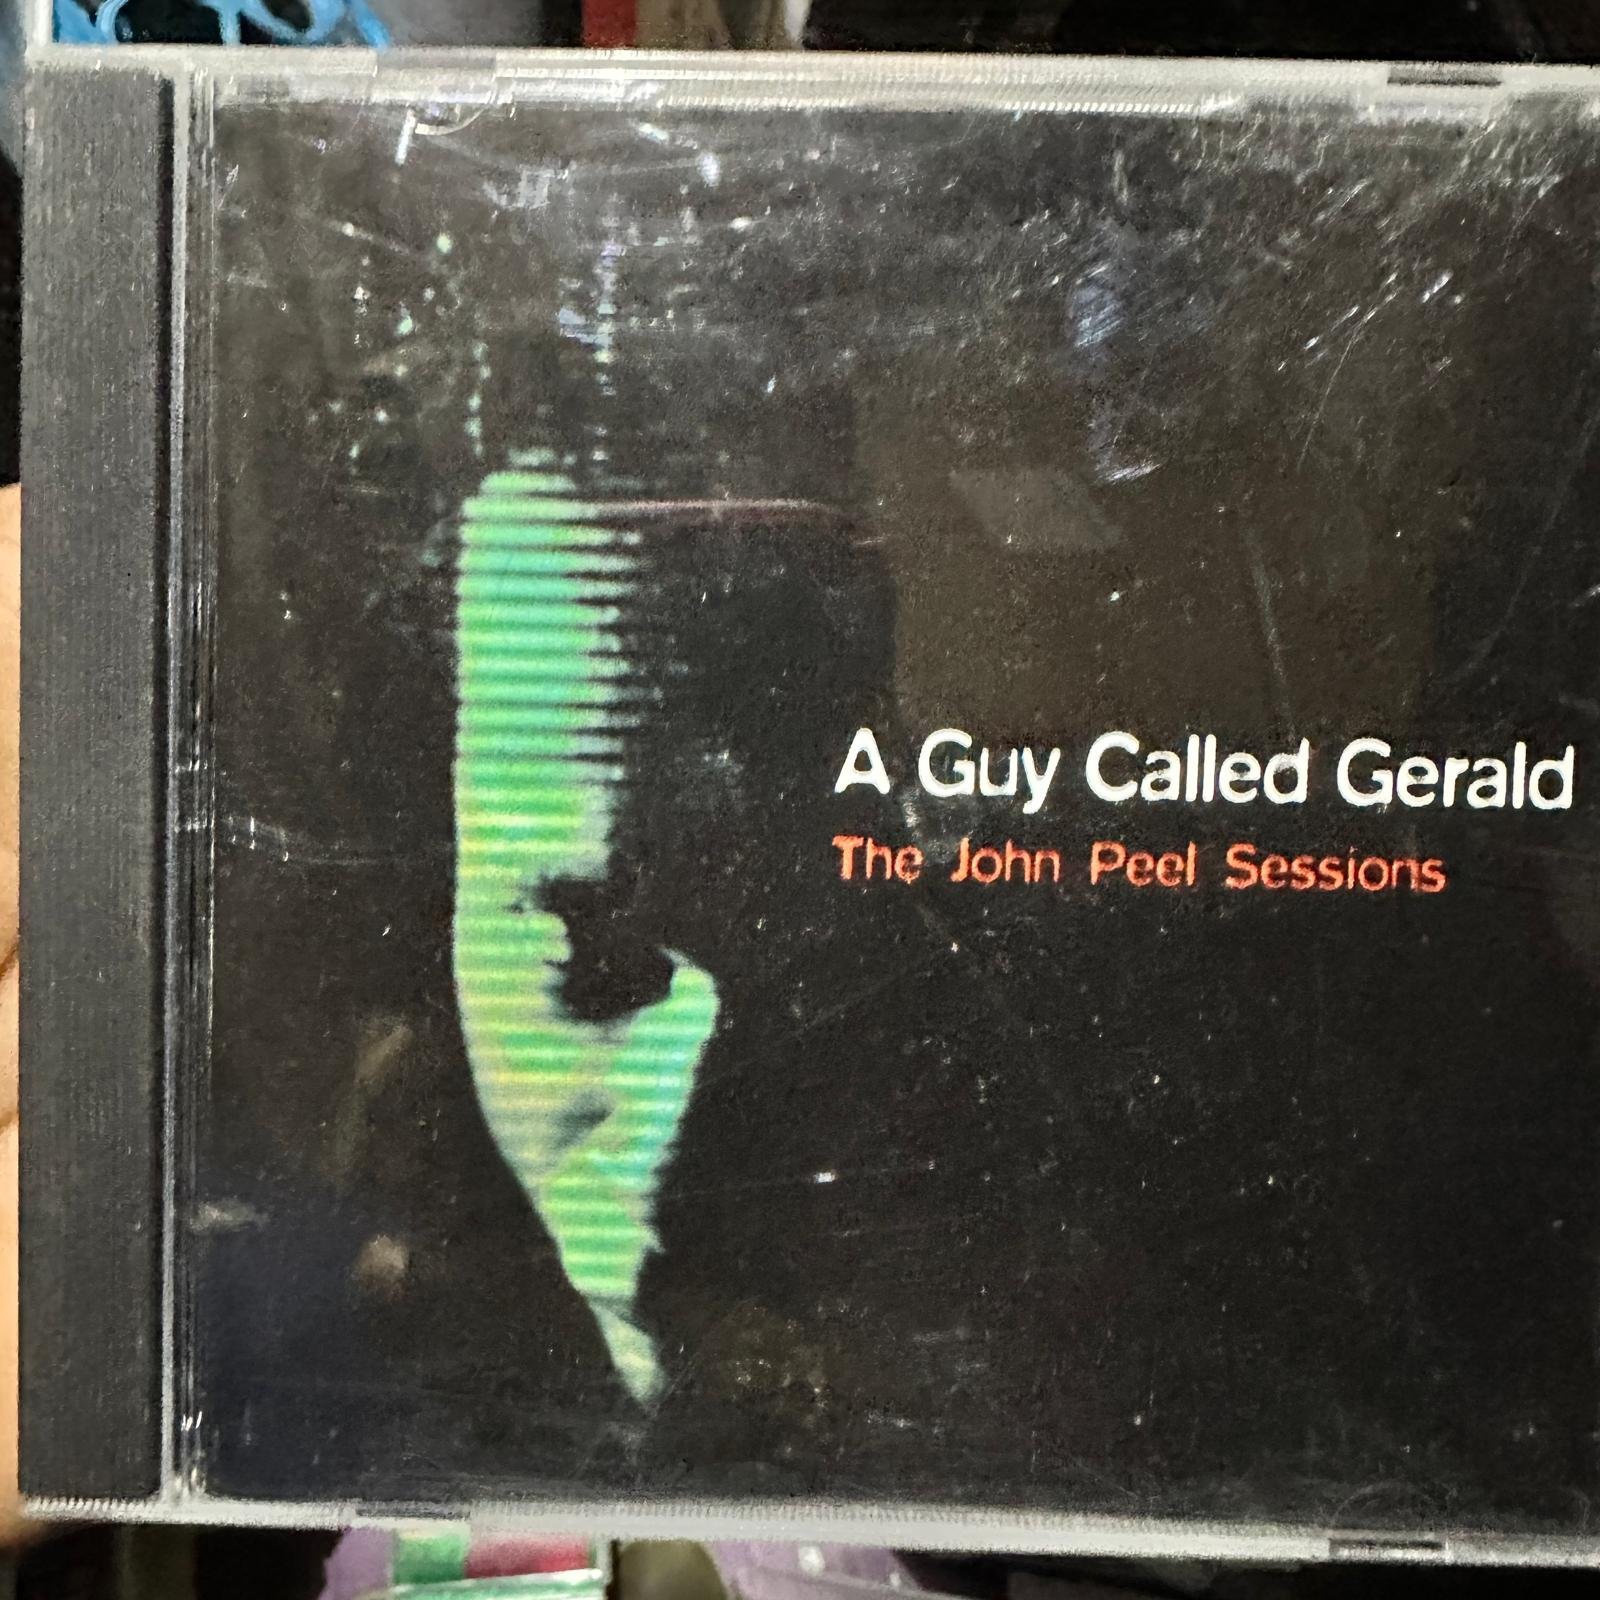 A Guy Called Gerald
The John Peel Sessions